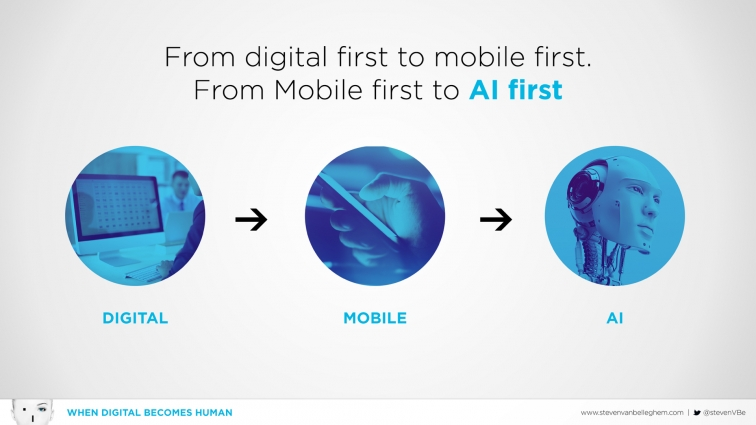 From digital first to mobile first.
From Mobile first to AI first
DIGITAL
MOBILE
AI
WHEN DIGITAL BECOMES HUMAN
www.stevenvanbelleghem.com | @stevenVBe